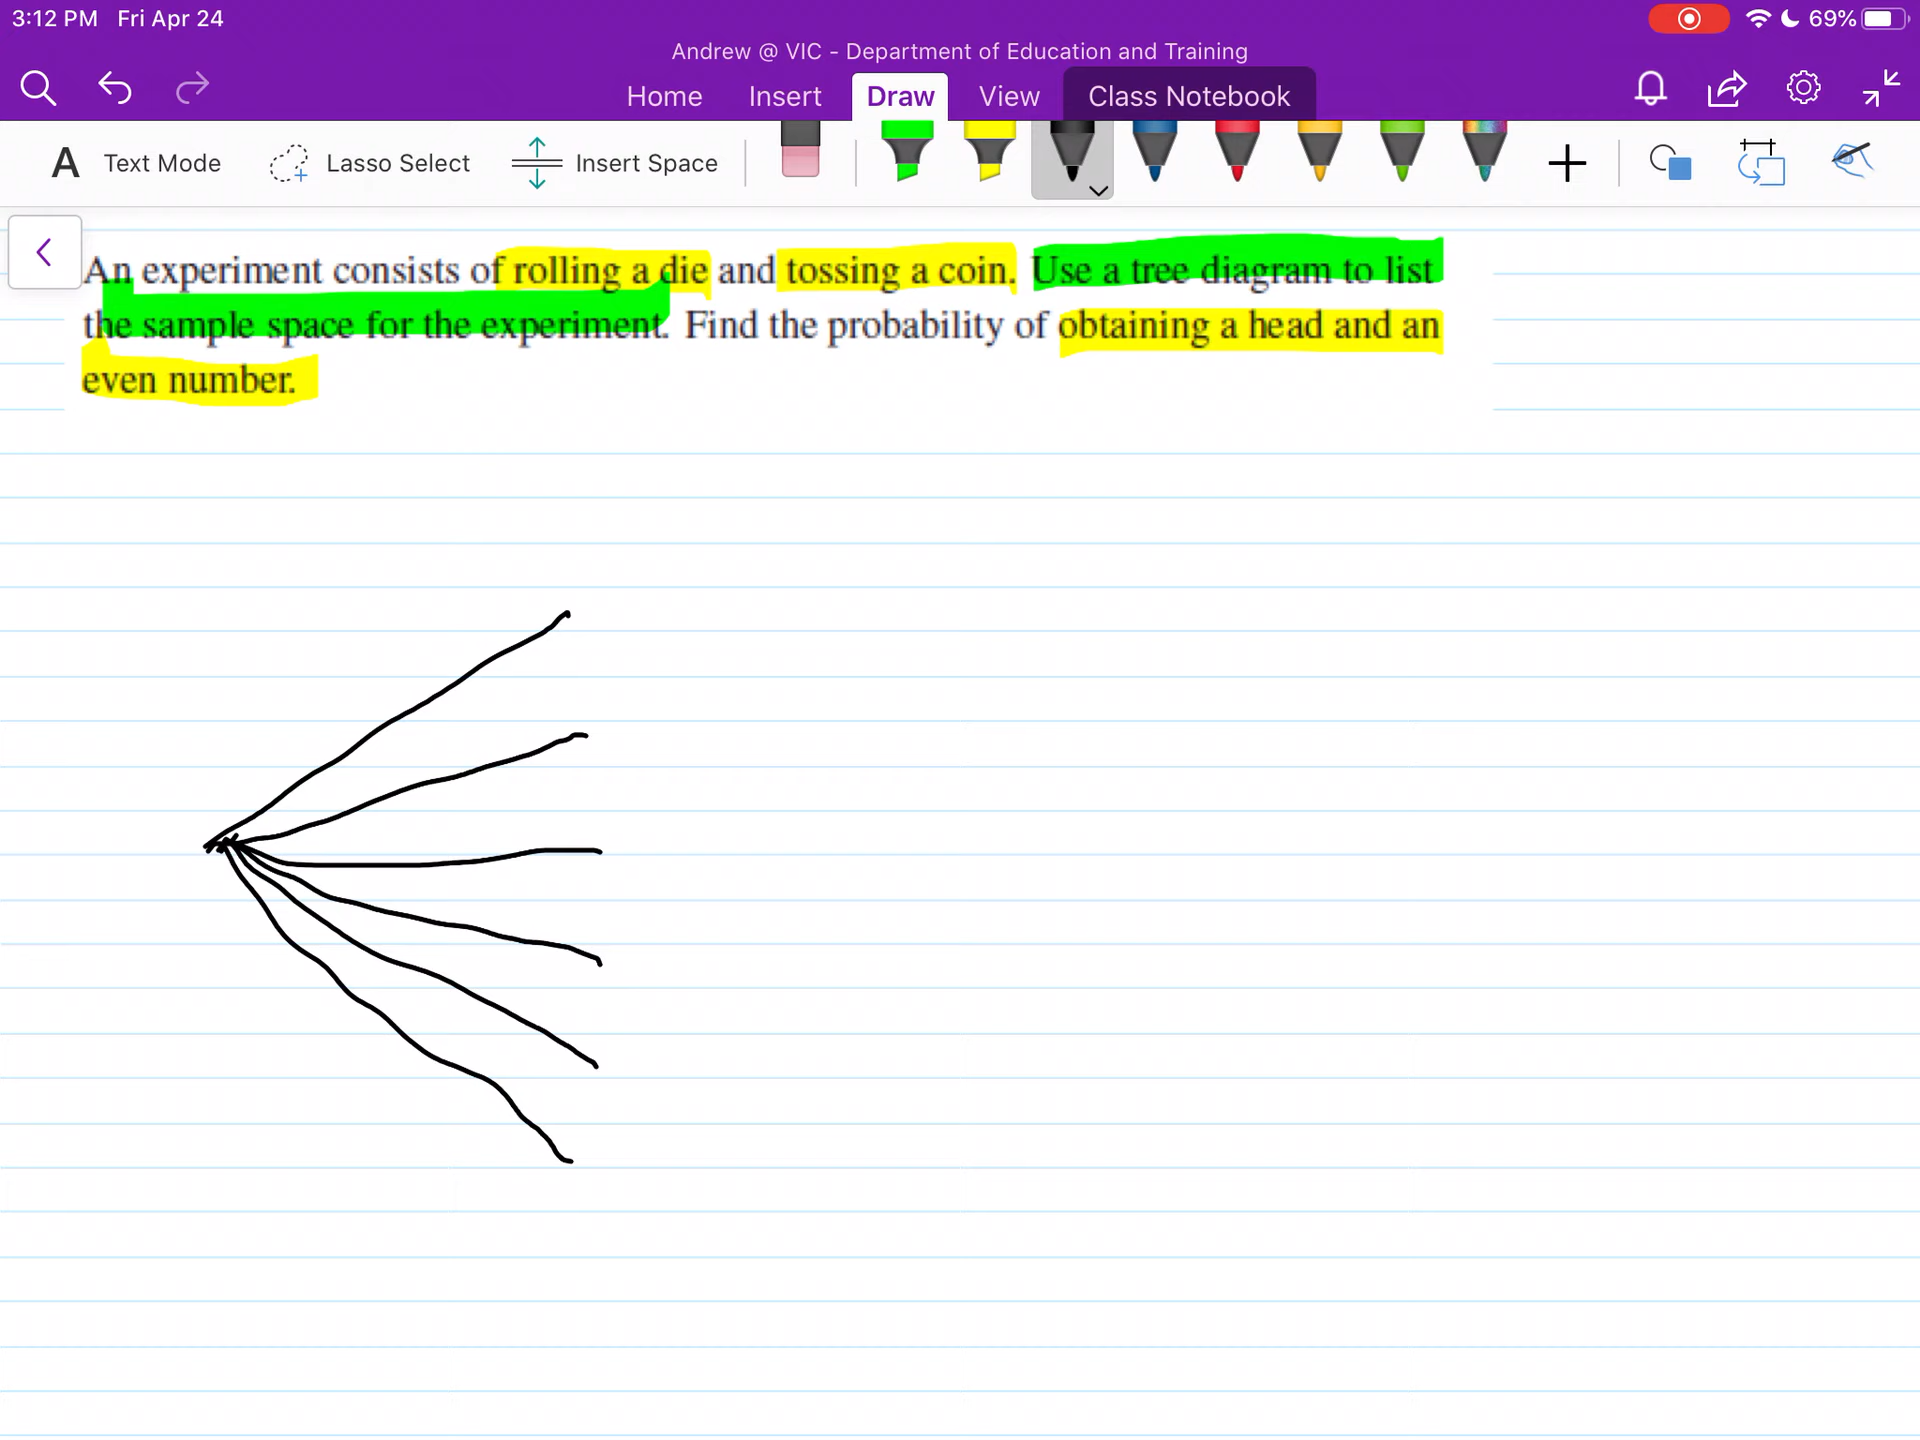 3:12 PM Fri Apr 24
69%
Andrew @ VIC - Department of Education and Training
Home Insert Draw View Class Notebook
A Text Mode Lasso Select Insert Space
An experiment consists of rolling a die and tossing a coin. Use a tree diagram to list
the sample space for the experiment. Find the probability of obtaining a head and an
even number.